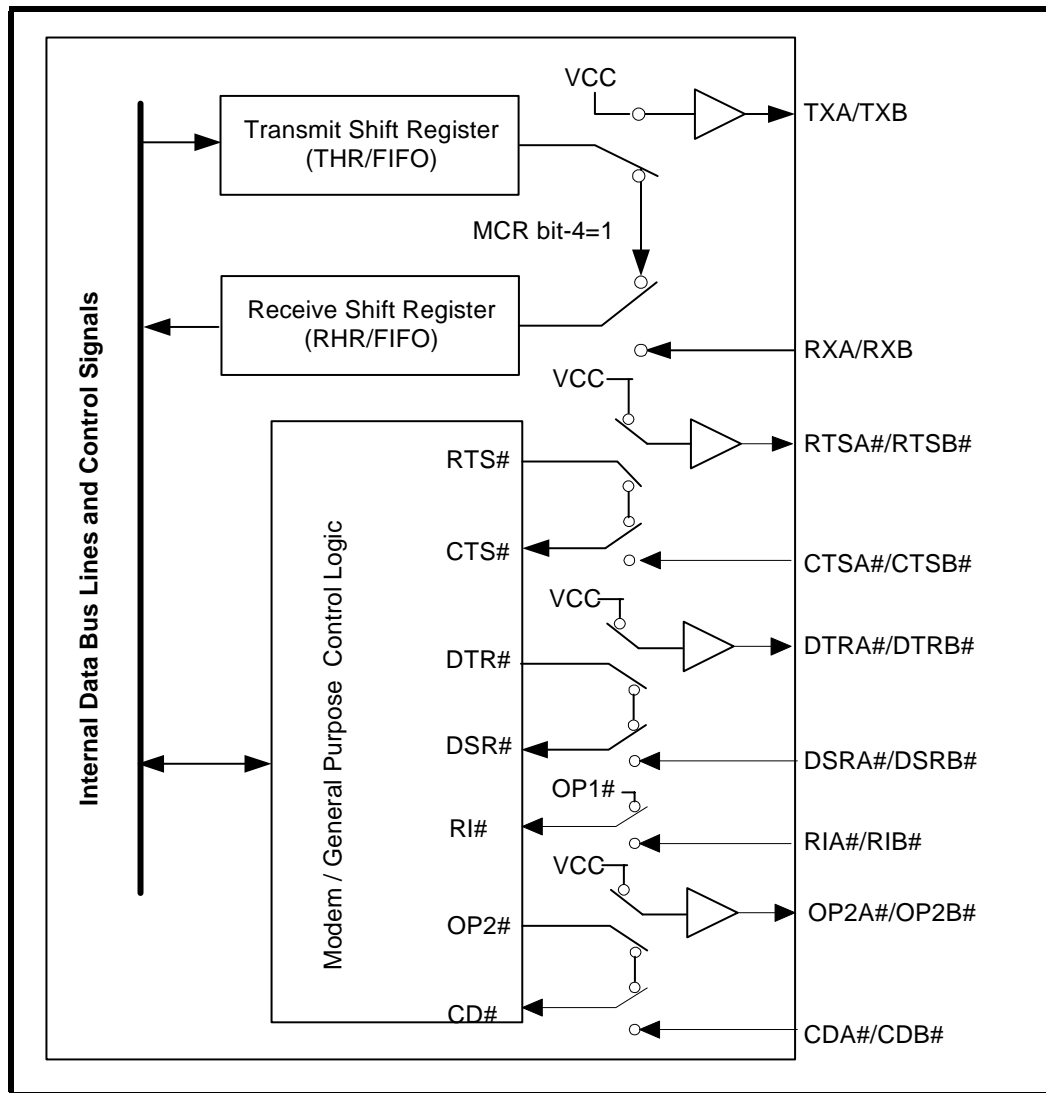 VCC
TXA/TXB
Transmit Shift Register
(THR/FIFO)
MCR bit-4=1
Receive Shift Register
(RHR/FIFO)
RXA/RXB
VCC
RTSA#/RTSB#
RTS#
CTS#
CTSA#/CTSB#
VCC
DTRA#/DTRB#
DTR#
DSR#
DSRA#/DSRB#
OP1#
RI#
RIA#/RIB#
VCC
OP2A#/OP2B#
OP2#
CD#
CDA#/CDB#
Internal Data Bus Lines and Control Signals
Modem / General Purpose Control Logic